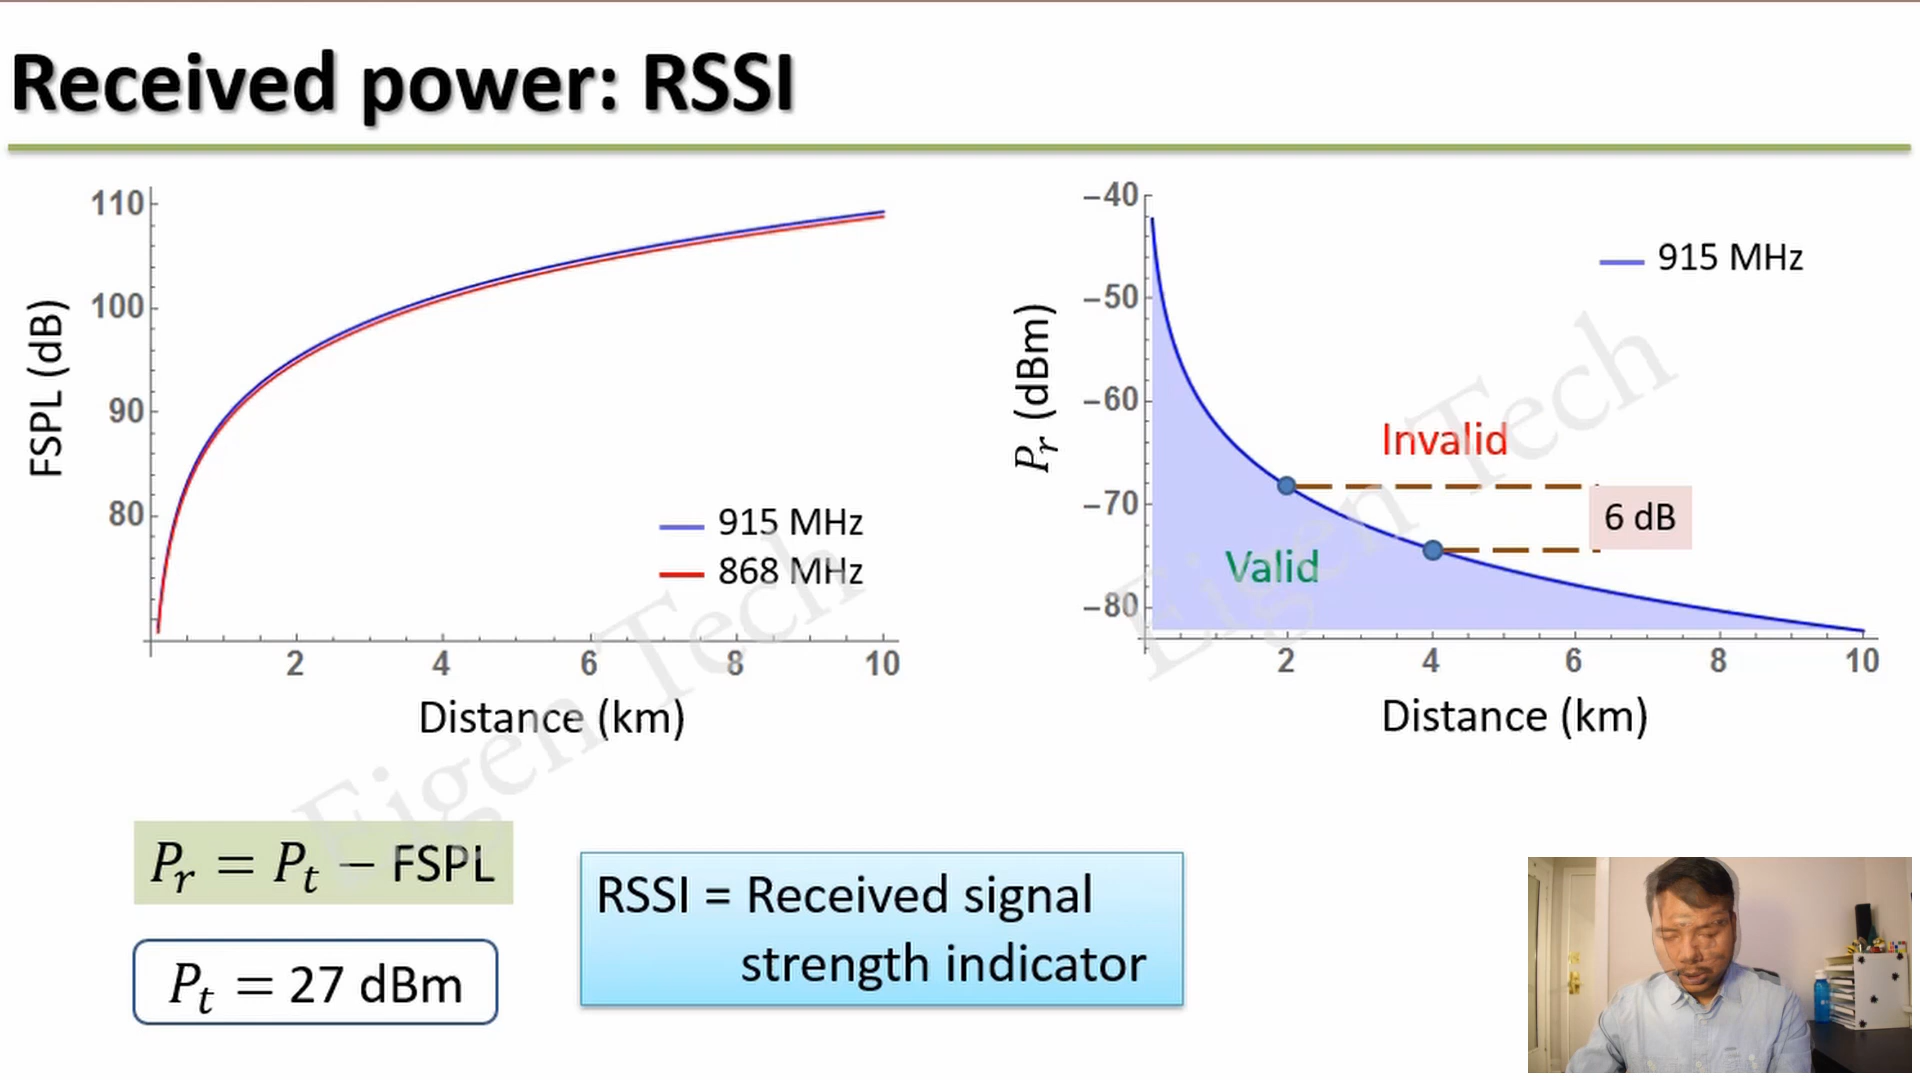 Received power: RSSI
110
100
90
80
FSPL (dB)
915 MHz
868 MHz
2 4 6 8 10
Distance (km)
−40
−50
−60
−70
−80
Pᵣ (dBm)
915 MHz
Invalid
6 dB
Valid
2 4 6 8 10
Distance (km)
Eigen Tech
Eigen Tech
Pᵣ = Pₜ − FSPL
Pₜ = 27 dBm
RSSI = Received signal
strength indicator